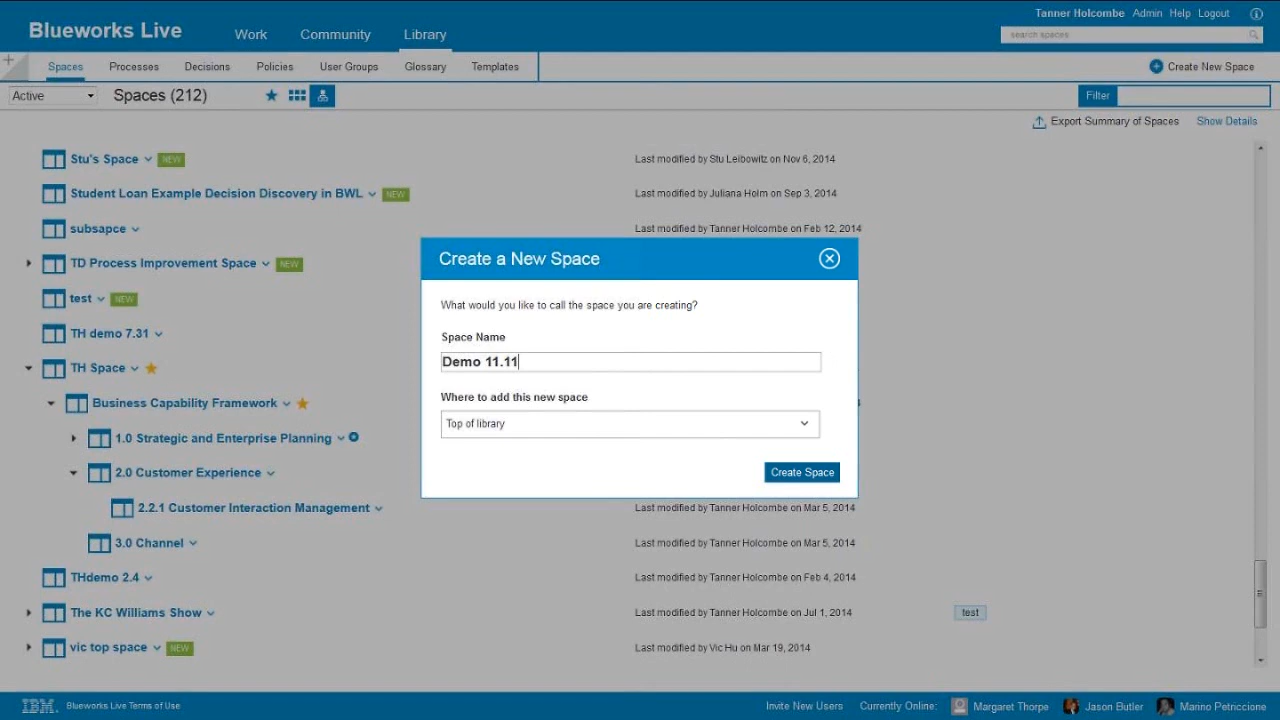 Tanner Holcombe Admin Help Logout
Blueworks Live Work Community Library
search spaces
Spaces Processes Decisions Policies User Groups Glossary Templates Create New Space
Active Spaces (212) Filter
Export Summary of Spaces Show Details
Stu's Space NEW Last modified by Stu Leibowitz on Nov 6, 2014
Student Loan Example Decision Discovery in BWL NEW Last modified by Juliana Holm on Sep 3, 2014
subsapce Last modified by Tanner Holcombe on Feb 12, 2014
TD Process Improvement Space NEW
test NEW
TH demo 7.31
TH Space
Business Capability Framework
1.0 Strategic and Enterprise Planning
2.0 Customer Experience
Create a New Space
What would you like to call the space you are creating?
Space Name
Demo 11.11
Where to add this new space
Top of library
Create Space
2.2.1 Customer Interaction Management Last modified by Tanner Holcombe on Mar 5, 2014
3.0 Channel Last modified by Tanner Holcombe on Mar 5, 2014
THdemo 2.4 Last modified by Tanner Holcombe on Feb 4, 2014
The KC Williams Show Last modified by Tanner Holcombe on Jul 1, 2014 test
vic top space NEW Last modified by Vic Hu on Mar 19, 2014
IBM. Blueworks Live Terms of Use Invite New Users Currently Online: Margaret Thorpe Jason Butler Marino Petriccione